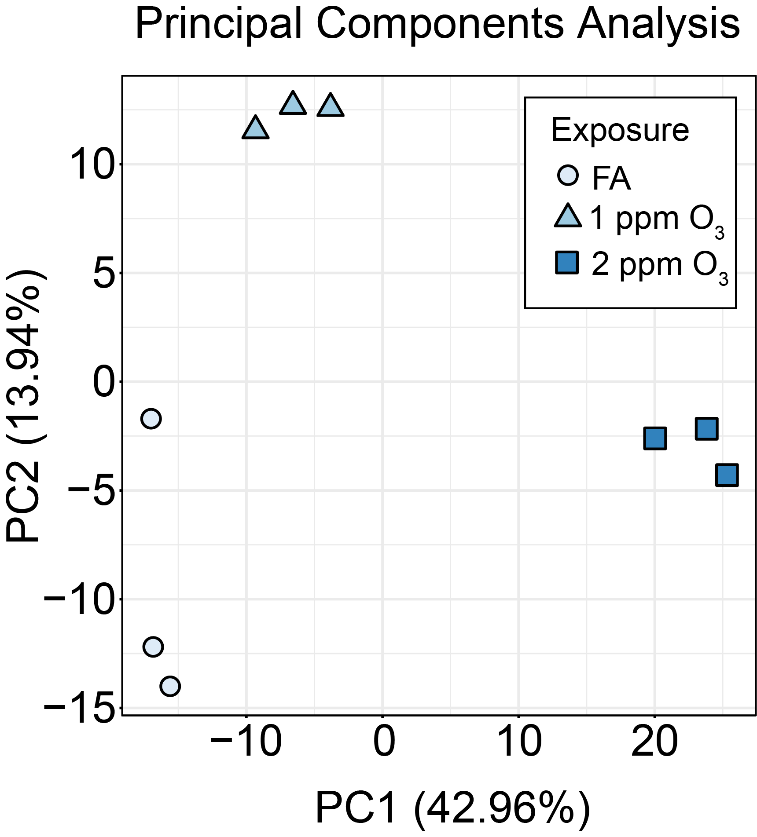 Principal Components Analysis
Exposure
FA
1 ppm O₃
2 ppm O₃
10
5
0
−5
−10
−15
PC2 (13.94%)
−10 0 10 20
PC1 (42.96%)